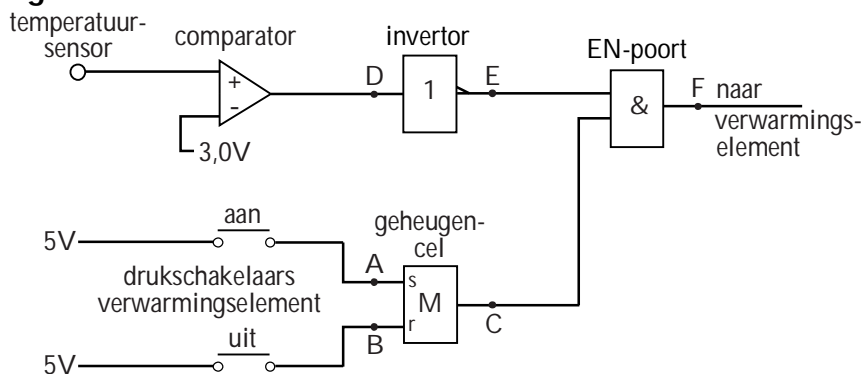 temperatuur-
sensor
comparator
invertor
EN-poort
+
-
3,0V
D
1
E
&
F
naar
verwarmings-
element
5V
aan
geheugen-
cel
A
s
M
r
B
C
drukschakelaars
verwarmingselement
uit
5V